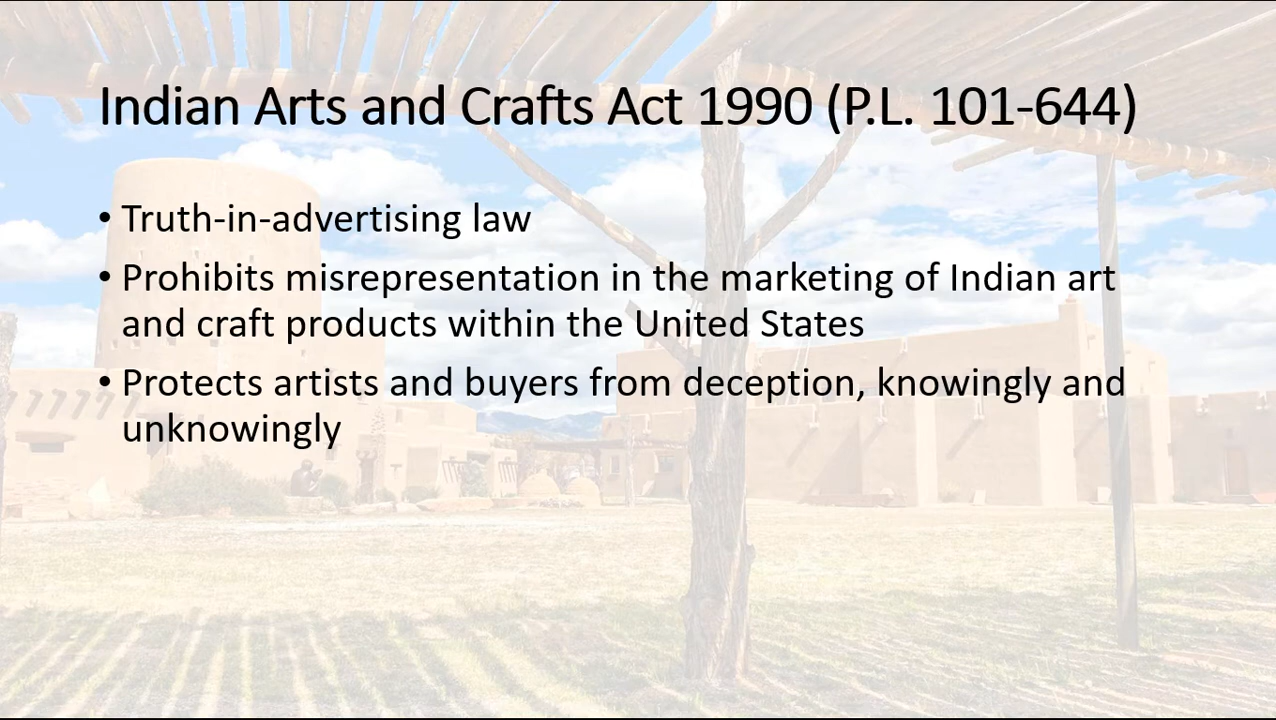 Indian Arts and Crafts Act 1990 (P.L. 101-644)
• Truth-in-advertising law
• Prohibits misrepresentation in the marketing of Indian art
and craft products within the United States
• Protects artists and buyers from deception, knowingly and
unknowingly